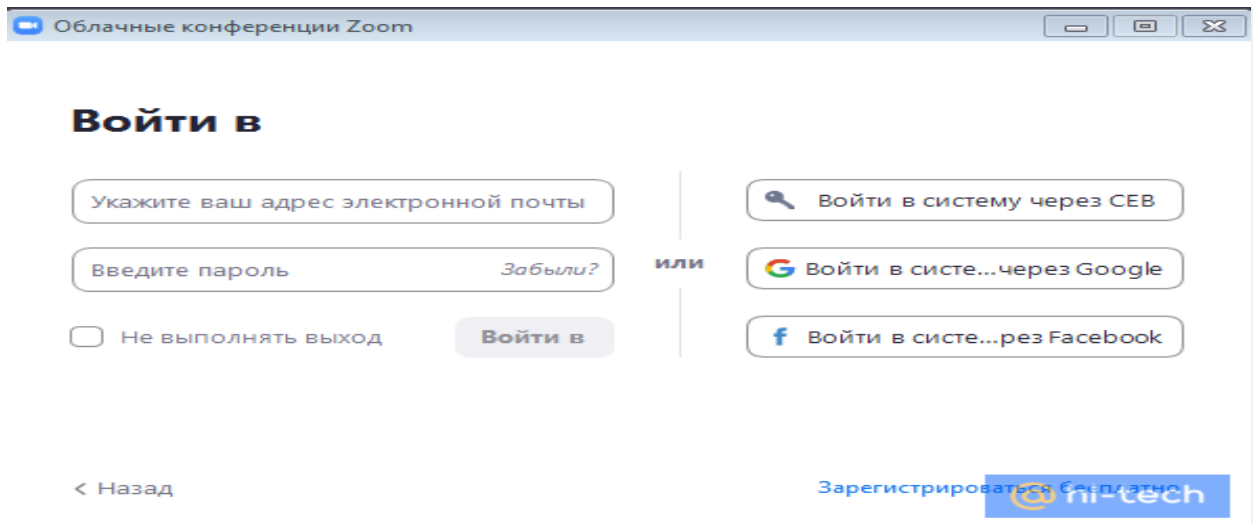 Облачные конференции Zoom
Войти в
Укажите ваш адрес электронной почты
Введите пароль
Забыли?
Не выполнять выход
Войти в
или
Войти в систему через СЕВ
Войти в систе...через Google
Войти в систе...рез Facebook
< Назад
Зарегистрироваться бесплатно
@hi-tech